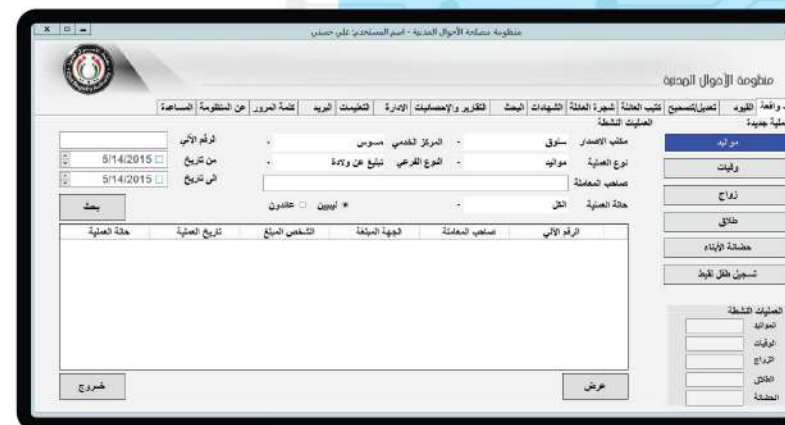 منظومة مصلحة الأحوال المدنية - اسم المستخدم: علي حسني
منظومة الأحوال المدنية
واقعة القيود تعديل/تصحيح كتيب العائلة شجرة العائلة الشهادات البحث التقارير والإحصائيات الادارة التعليمات البريد كلمة المرور عن المنظومة المساعدة
عملية جديدة
مواليد
وفيات
زواج
طلاق
حضانة الأبناء
تسجيل طفل لقيط
العمليات النشطة
المواليد
الوفيات
الزواج
الطلاق
الحضانة
العمليات النشطة
مكتب الاصدار سلوق - المركز الخدمي مسوس - الرقم الآلي
نوع العملية مواليد - النوع الفرعي تبليغ عن ولادة من تاريخ 5/14/2015
صاحب المعاملة الى تاريخ 5/14/2015
حالة العملية الكل - ليبيين عائدون بحث
الرقم الآلي صاحب المعاملة الجهة المبلغة الشخص المبلغ تاريخ العملية حالة العملية
عرض خروج